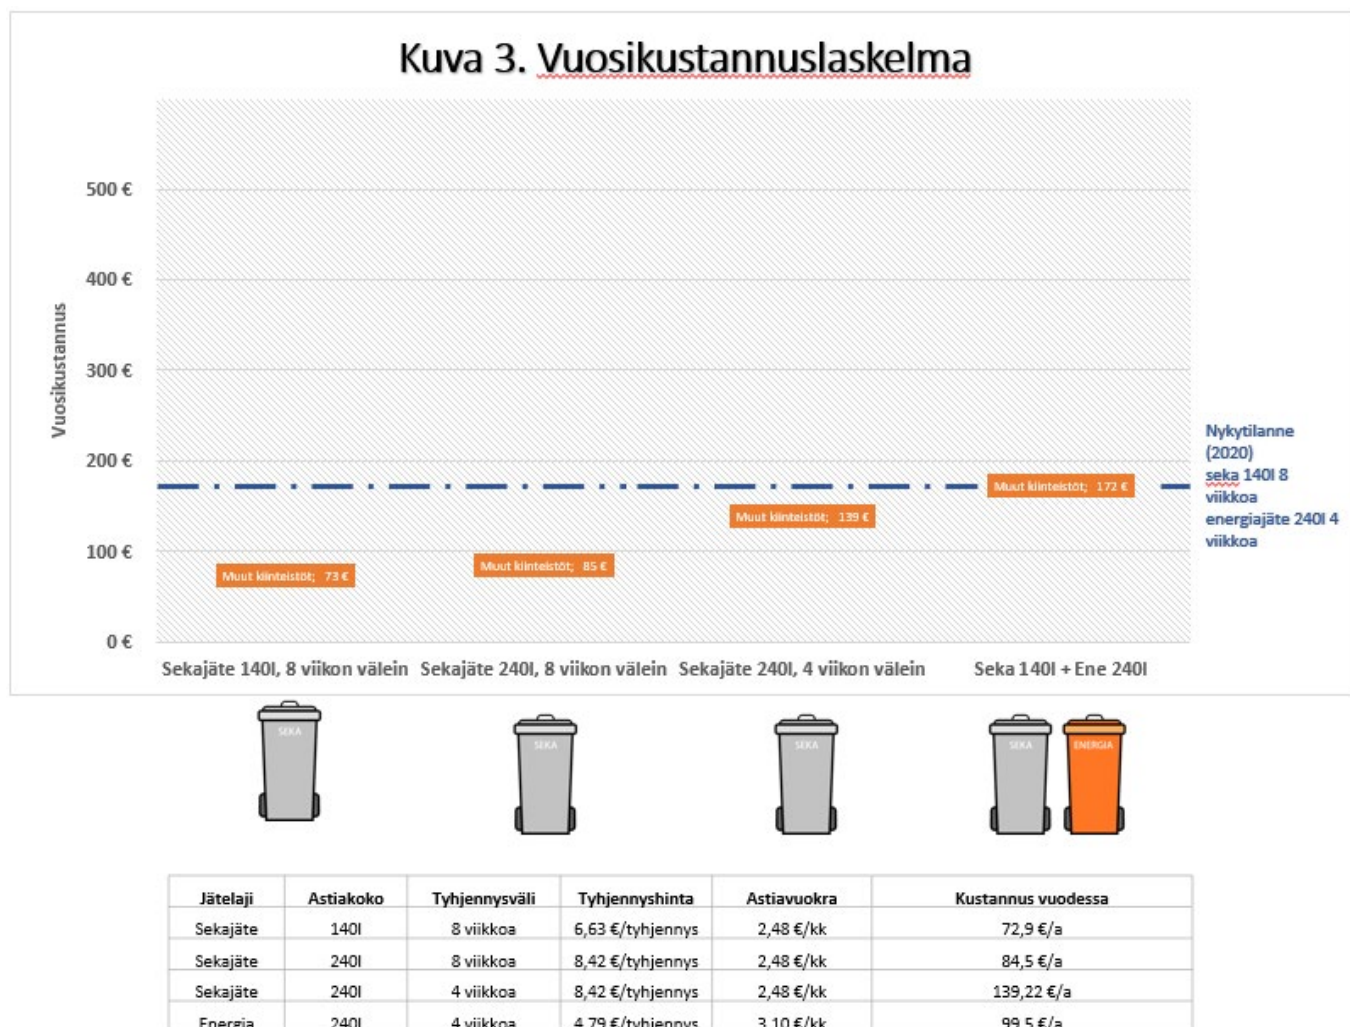 Kuva 3. Vuosikustannuslaskelma
500 €
400 €
300 €
200 €
100 €
0 €
Vuosikustannus
Muut kiinteistöt; 73 €
Muut kiinteistöt; 85 €
Muut kiinteistöt; 139 €
Muut kiinteistöt; 172 €
Nykytilanne
(2020)
seka 140l 8
viikkoa
energiajäte 240l 4
viikkoa
Sekajäte 140l, 8 viikon välein Sekajäte 240l, 8 viikon välein Sekajäte 240l, 4 viikon välein Seka 140l + Ene 240l
SEKA SEKA SEKA SEKA ENERGIA
Jätelaji Astiakoko Tyhjennysväli Tyhjennyshinta Astiavuokra Kustannus vuodessa
Sekajäte 140l 8 viikkoa 6,63 €/tyhjennys 2,48 €/kk 72,9 €/a
Sekajäte 240l 8 viikkoa 8,42 €/tyhjennys 2,48 €/kk 84,5 €/a
Sekajäte 240l 4 viikkoa 8,42 €/tyhjennys 2,48 €/kk 139,22 €/a
Energia 240l 4 viikkoa 4,79 €/tyhjennys 3,10 €/kk 99,5 €/a